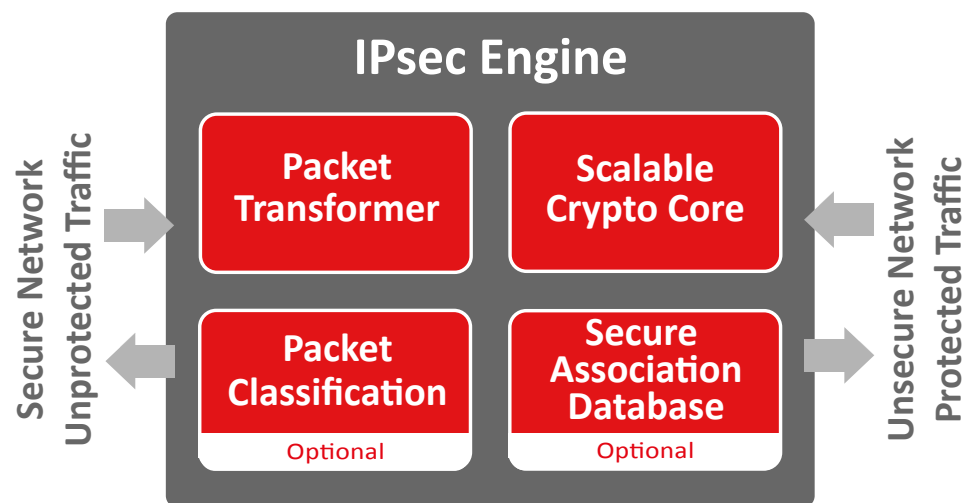 IPsec Engine
Secure Network
Unprotected Traffic
Packet
Transformer
Scalable
Crypto Core
Packet
Classification
Optional
Secure
Association
Database
Optional
Unsecure Network
Protected Traffic